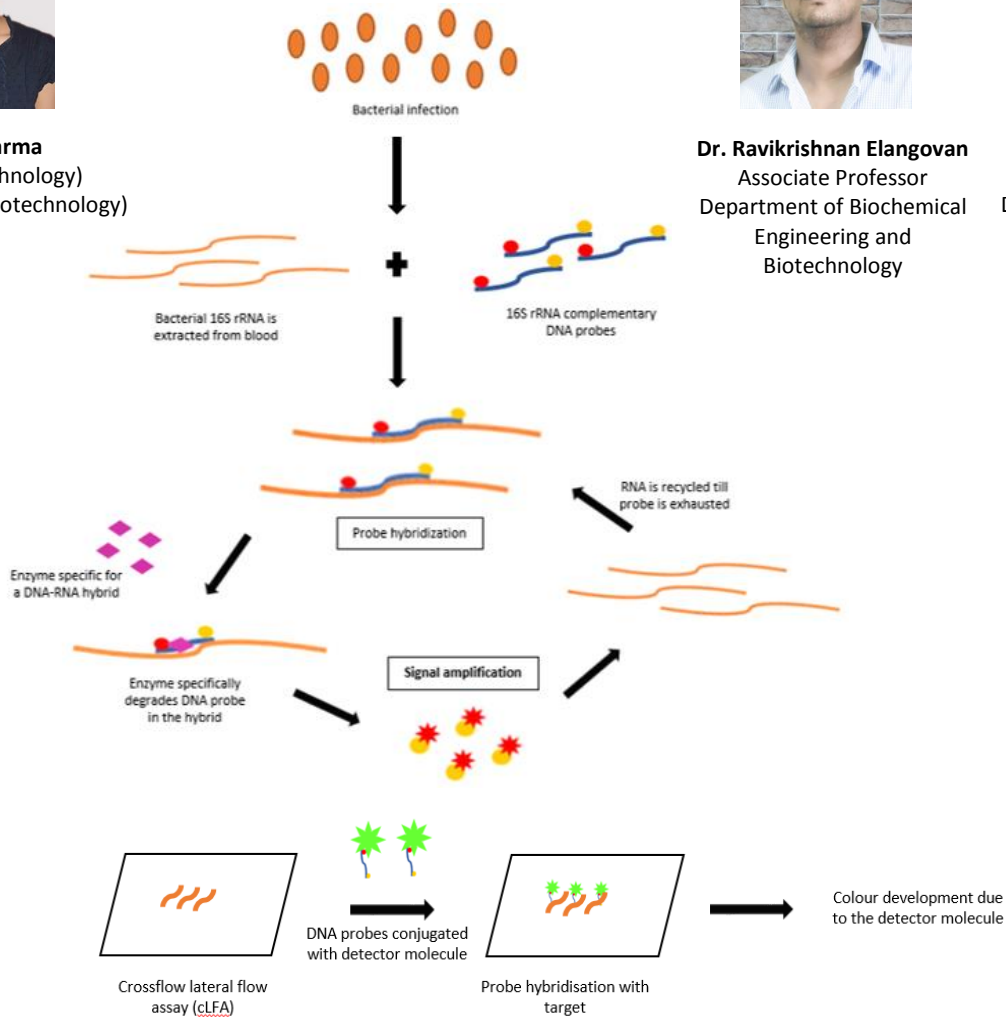 Bacterial infection
arma
hnology)
otechnology)
Dr. Ravikrishnan Elangovan
Associate Professor
Department of Biochemical
Engineering and
Biotechnology
D
Bacterial 16S rRNA is
extracted from blood
16S rRNA complementary
DNA probes
RNA is recycled till
probe is exhausted
Probe hybridization
Enzyme specific for
a DNA-RNA hybrid
Enzyme specifically
degrades DNA probe
in the hybrid
Signal amplification
DNA probes conjugated
with detector molecule
Colour development due
to the detector molecule
Crossflow lateral flow
assay (cLFA)
Probe hybridisation with
target